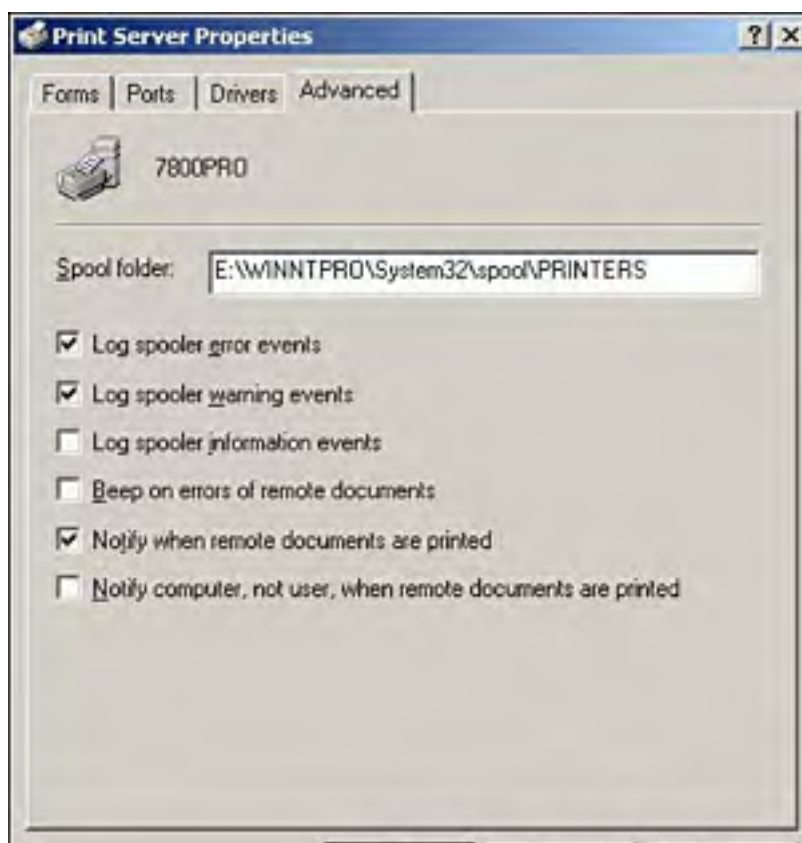 Print Server Properties
Forms Ports Drivers Advanced
7800PRO
Spool folder: E:\WINNTPRO\System32\spool\PRINTERS
Log spooler error events
Log spooler warning events
Log spooler information events
Beep on errors of remote documents
Notify when remote documents are printed
Notify computer, not user, when remote documents are printed